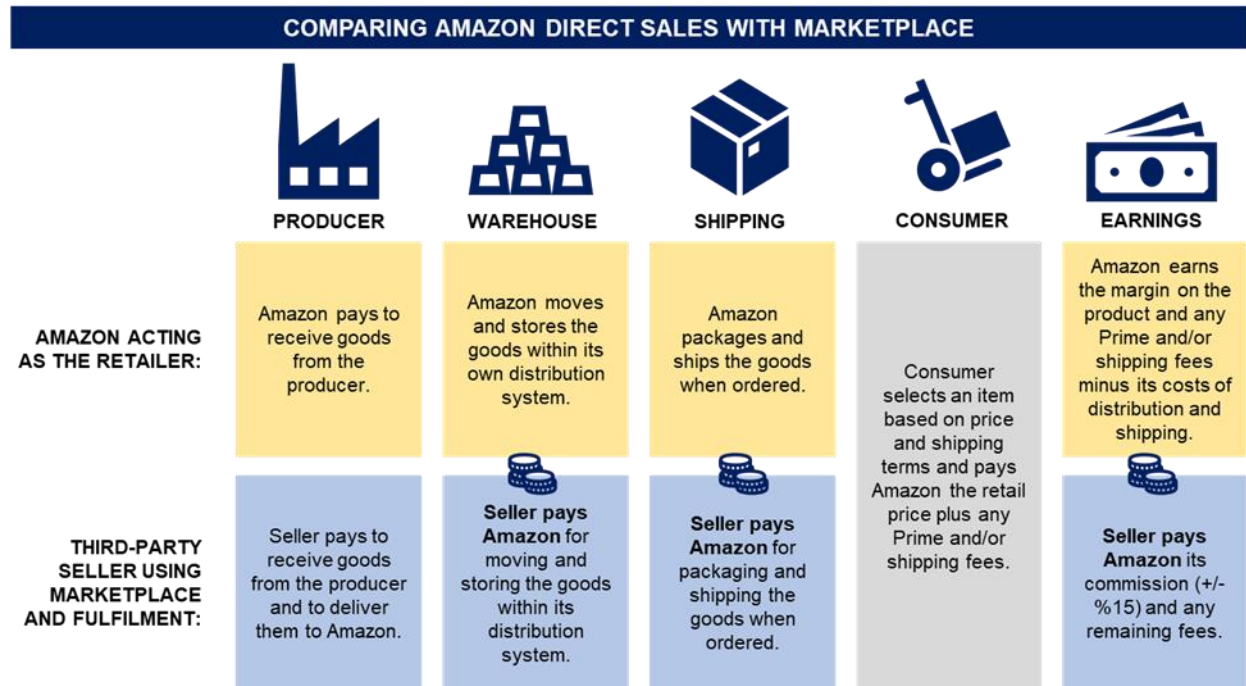 COMPARING AMAZON DIRECT SALES WITH MARKETPLACE
PRODUCER
WAREHOUSE
SHIPPING
CONSUMER
EARNINGS
AMAZON ACTING
AS THE RETAILER:
Amazon pays to
receive goods
from the
producer.
Amazon moves
and stores the
goods within its
own distribution
system.
Amazon
packages and
ships the goods
when ordered.
Consumer
selects an item
based on price
and shipping
terms and pays
Amazon the retail
price plus any
Prime and/or
shipping fees.
Amazon earns
the margin on the
product and any
Prime and/or
shipping fees
minus its costs of
distribution and
shipping.
THIRD-PARTY
SELLER USING
MARKETPLACE
AND FULFILMENT:
Seller pays to
receive goods
from the producer
and to deliver
them to Amazon.
Seller pays
Amazon for
moving and
storing the goods
within its
distribution
system.
Seller pays
Amazon for
packaging and
shipping the
goods when
ordered.
Seller pays
Amazon its
commission (+/-
%15) and any
remaining fees.